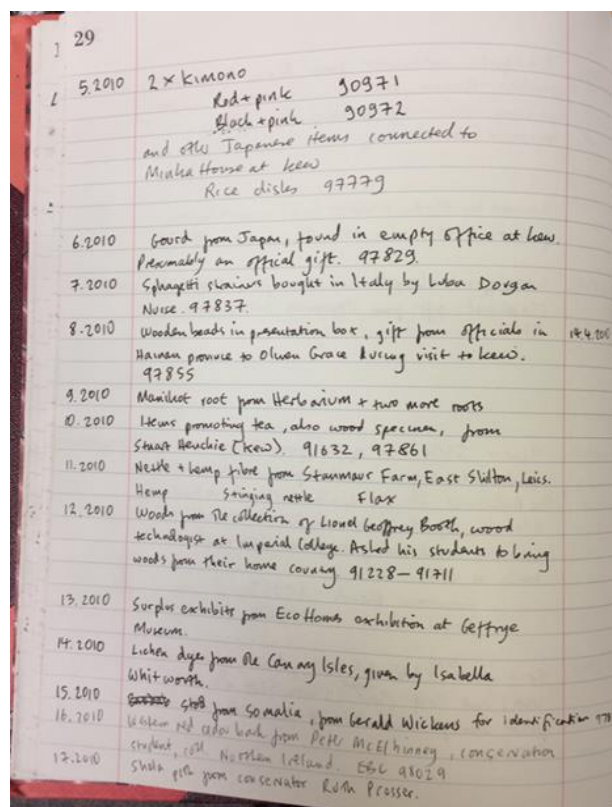 29
5.2010 2 x Kimono
Red + pink 90971
Black + pink 90972
and other Japanese items connected to
Minka House at Kew
Rice dishes 97779
6.2010 Gourd from Japan, found in empty office at Kew.
Presumably an official gift. 97829.
7.2010 Sphagetti strainers bought in Italy by Luba Dorgan
Nurse. 97837.
8.2010 Wooden beads in presentation box, gift from officials in
Hainan province to Olwen Grace during visit to Kew.
97855
9.2010 Manihot root from Herbarium + two more roots
10.2010 Items promoting tea, also wood specimen, from
Stuart Henchie (Kew). 91632, 97861
11.2010 Nettle + hemp fibre from Stanmaur Farm, East Shilton, Leics.
Hemp Stinging nettle Flax
12.2010 Woods from the collection of Lionel Geoffrey Booth, wood
technologist at Imperial College. Asked his students to bring
woods from their home country 91228 – 91711
13.2010 Surplus exhibits from EcoHomes exhibition at Geffrye
Museum.
14.2010 Lichen dyes from the Canary Isles, given by Isabella
Whitworth.
15.2010 from Somalia, from Gerald Wickens for identification
16.2010 Western red cedar bark from Peter McElhinney, conservation
student, coll Northern Ireland. EBC 98029
17.2010 Shola pith from conservator Ruth Prosser.